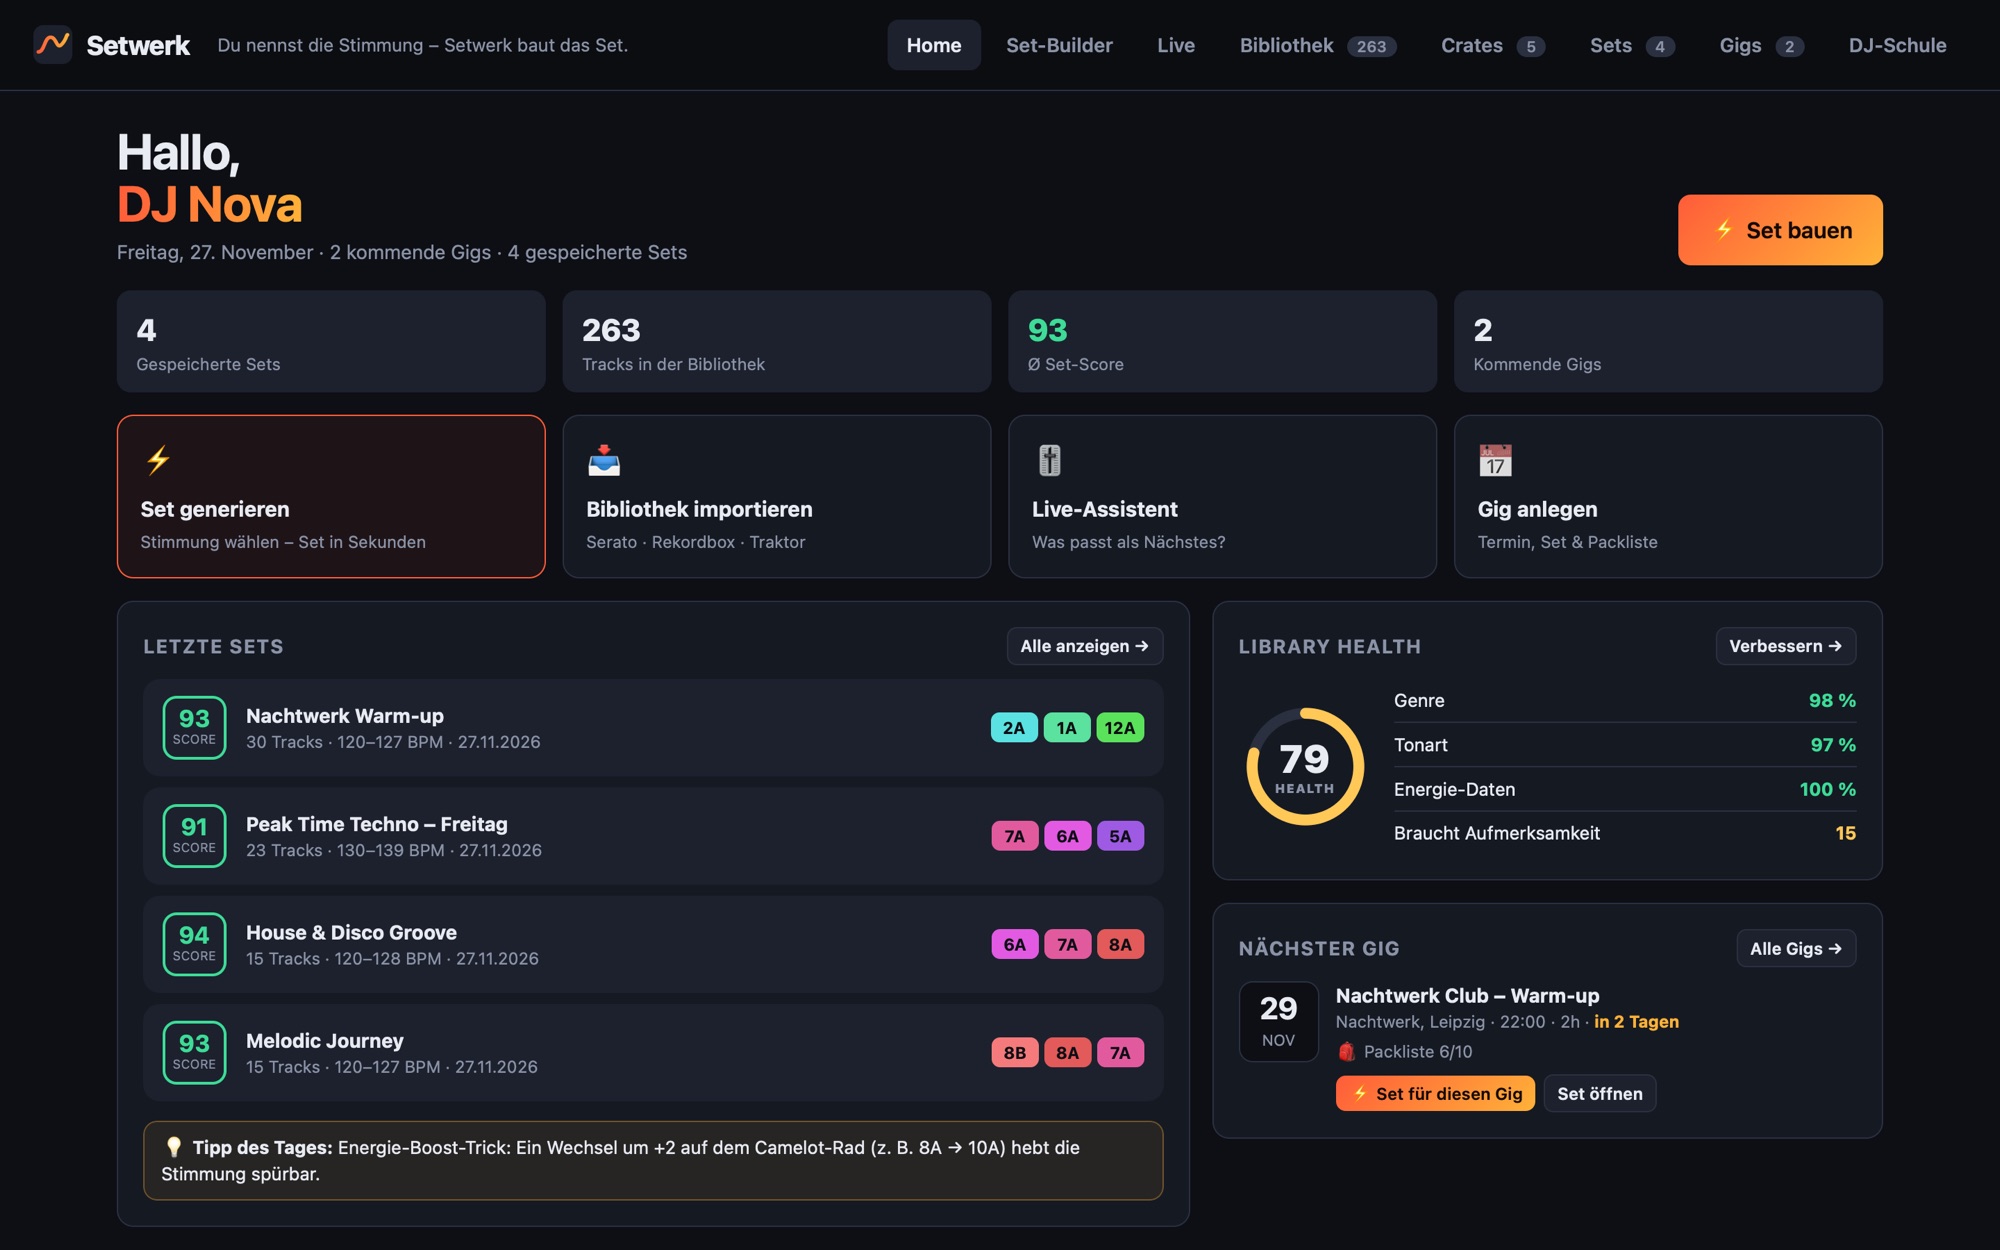 Setwerk
Du nennst die Stimmung – Setwerk baut das Set.
Home
Set-Builder
Live
Bibliothek 263
Crates 5
Sets 4
Gigs 2
DJ-Schule
Hallo,
DJ Nova
Freitag, 27. November · 2 kommende Gigs · 4 gespeicherte Sets
⚡ Set bauen
4
Gespeicherte Sets
263
Tracks in der Bibliothek
93
Ø Set-Score
2
Kommende Gigs
Set generieren
Stimmung wählen – Set in Sekunden
Bibliothek importieren
Serato · Rekordbox · Traktor
Live-Assistent
Was passt als Nächstes?
JUL
17
Gig anlegen
Termin, Set & Packliste
LETZTE SETS
Alle anzeigen →
93
SCORE
Nachtwerk Warm-up
30 Tracks · 120–127 BPM · 27.11.2026
2A 1A 12A
91
SCORE
Peak Time Techno – Freitag
23 Tracks · 130–139 BPM · 27.11.2026
7A 6A 5A
94
SCORE
House & Disco Groove
15 Tracks · 120–128 BPM · 27.11.2026
6A 7A 8A
93
SCORE
Melodic Journey
15 Tracks · 120–127 BPM · 27.11.2026
8B 8A 7A
💡 Tipp des Tages: Energie-Boost-Trick: Ein Wechsel um +2 auf dem Camelot-Rad (z. B. 8A → 10A) hebt die
Stimmung spürbar.
LIBRARY HEALTH
Verbessern →
79
HEALTH
Genre 98 %
Tonart 97 %
Energie-Daten 100 %
Braucht Aufmerksamkeit 15
NÄCHSTER GIG
Alle Gigs →
29
NOV
Nachtwerk Club – Warm-up
Nachtwerk, Leipzig · 22:00 · 2h · in 2 Tagen
🎒 Packliste 6/10
⚡ Set für diesen Gig
Set öffnen